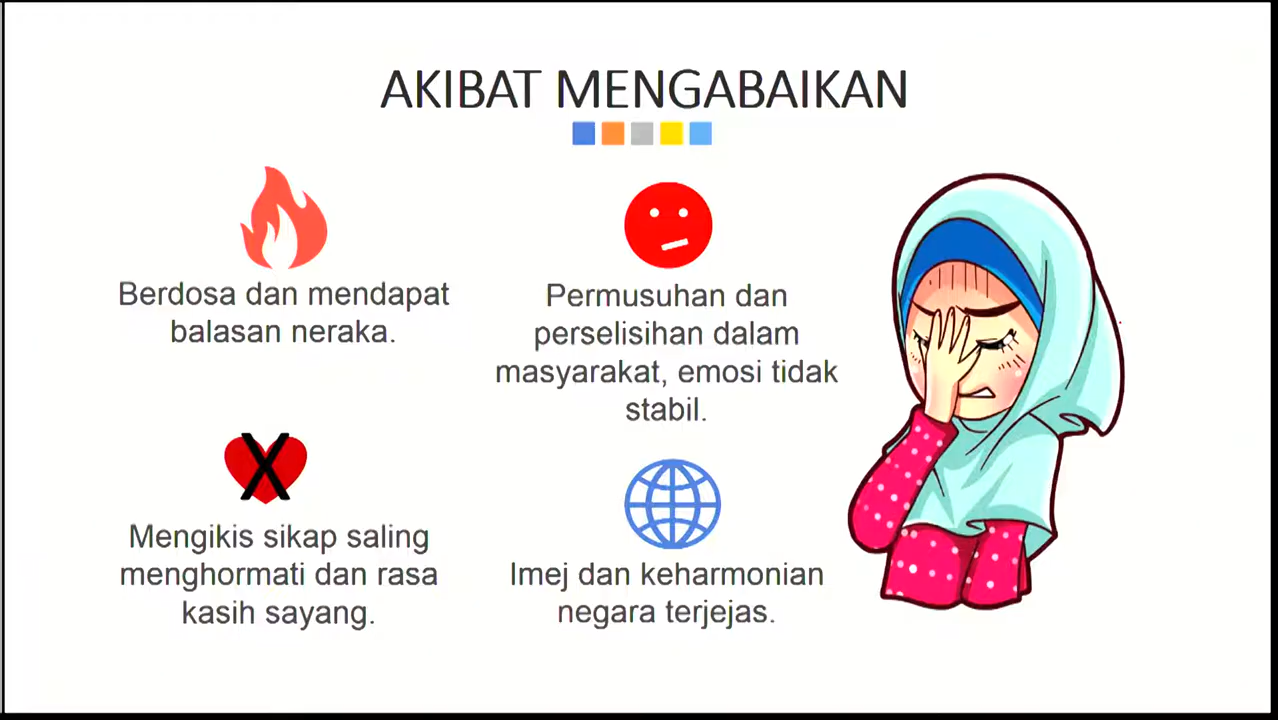 AKIBAT MENGABAIKAN
Berdosa dan mendapat
balasan neraka.
Permusuhan dan
perselisihan dalam
masyarakat, emosi tidak
stabil.
X
Mengikis sikap saling
menghormati dan rasa
kasih sayang.
Imej dan keharmonian
negara terjejas.